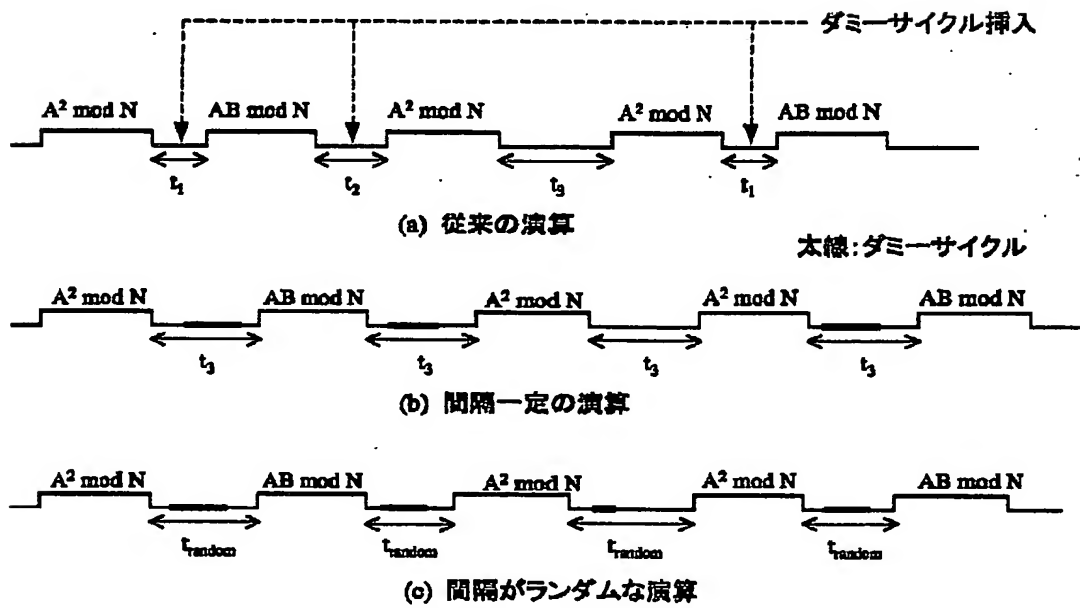 ダミーサイクル挿入
A² mod N AB mod N A² mod N A² mod N AB mod N
t₁ t₂ t₃ t₁
(a) 従来の演算
太線:ダミーサイクル
A² mod N AB mod N A² mod N A² mod N AB mod N
t₃ t₃ t₃ t₃
(b) 間隔一定の演算
A² mod N AB mod N A² mod N A² mod N AB mod N
t_random t_random t_random t_random
(c) 間隔がランダムな演算